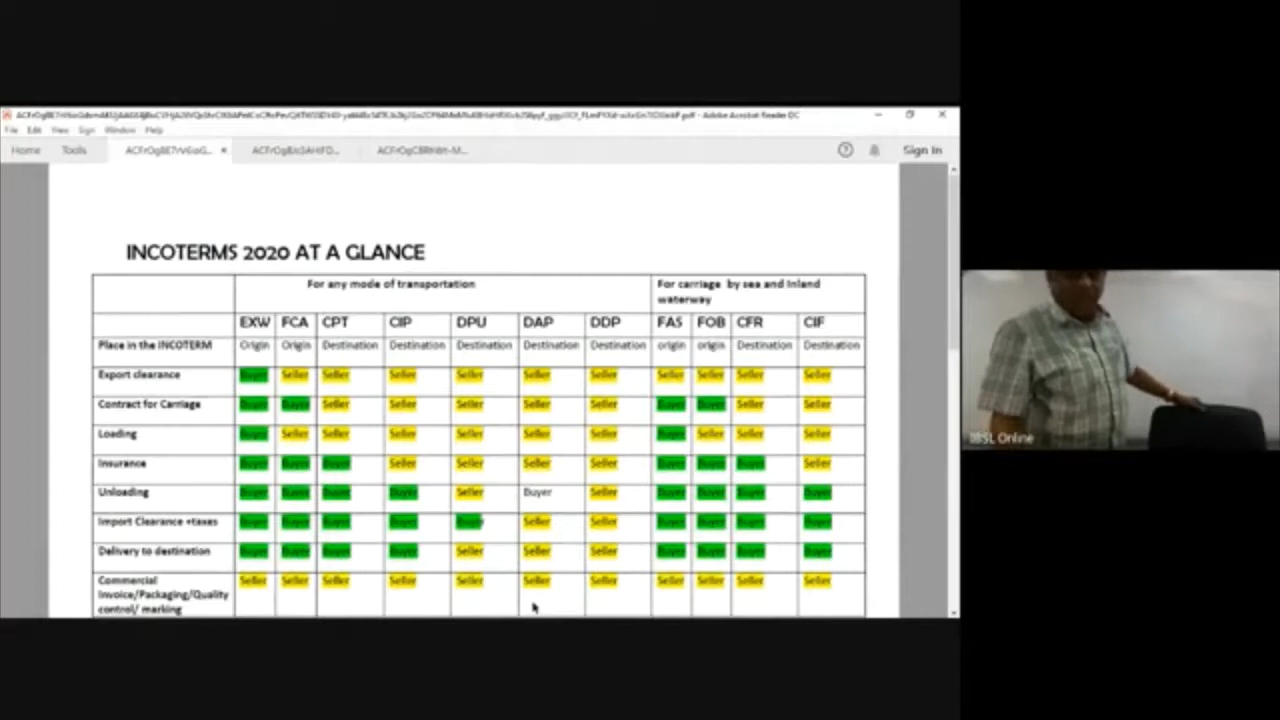 - Adobe Acrobat Reader DC
File Edit View Sign Window Help
Home Tools Sign In
INCOTERMS 2020 AT A GLANCE
For any mode of transportation For carriage by sea and Inland
waterway
EXW FCA CPT CIP DPU DAP DDP FAS FOB CFR CIF
Place in the INCOTERM Origin Origin Destination Destination Destination Destination Destination origin origin Destination Destination
Export clearance Buyer Seller Seller Seller Seller Seller Seller Seller Seller Seller Seller
Contract for Carriage Buyer Buyer Seller Seller Seller Seller Seller Buyer Buyer Seller Seller
Loading Buyer Seller Seller Seller Seller Seller Seller Buyer Seller Seller Seller
Insurance Buyer Buyer Buyer Seller Seller Seller Seller Buyer Buyer Buyer Seller
Unloading Buyer Buyer Buyer Buyer Seller Buyer Seller Buyer Buyer Buyer Buyer
Import Clearance +taxes Buyer Buyer Buyer Buyer Buyer Seller Seller Buyer Buyer Buyer Buyer
Delivery to destination Buyer Buyer Buyer Buyer Seller Seller Seller Buyer Buyer Buyer Buyer
Commercial Seller Seller Seller Seller Seller Seller Seller Seller Seller Seller Seller
Invoice/Packaging/Quality
control/ marking
IBSL Online